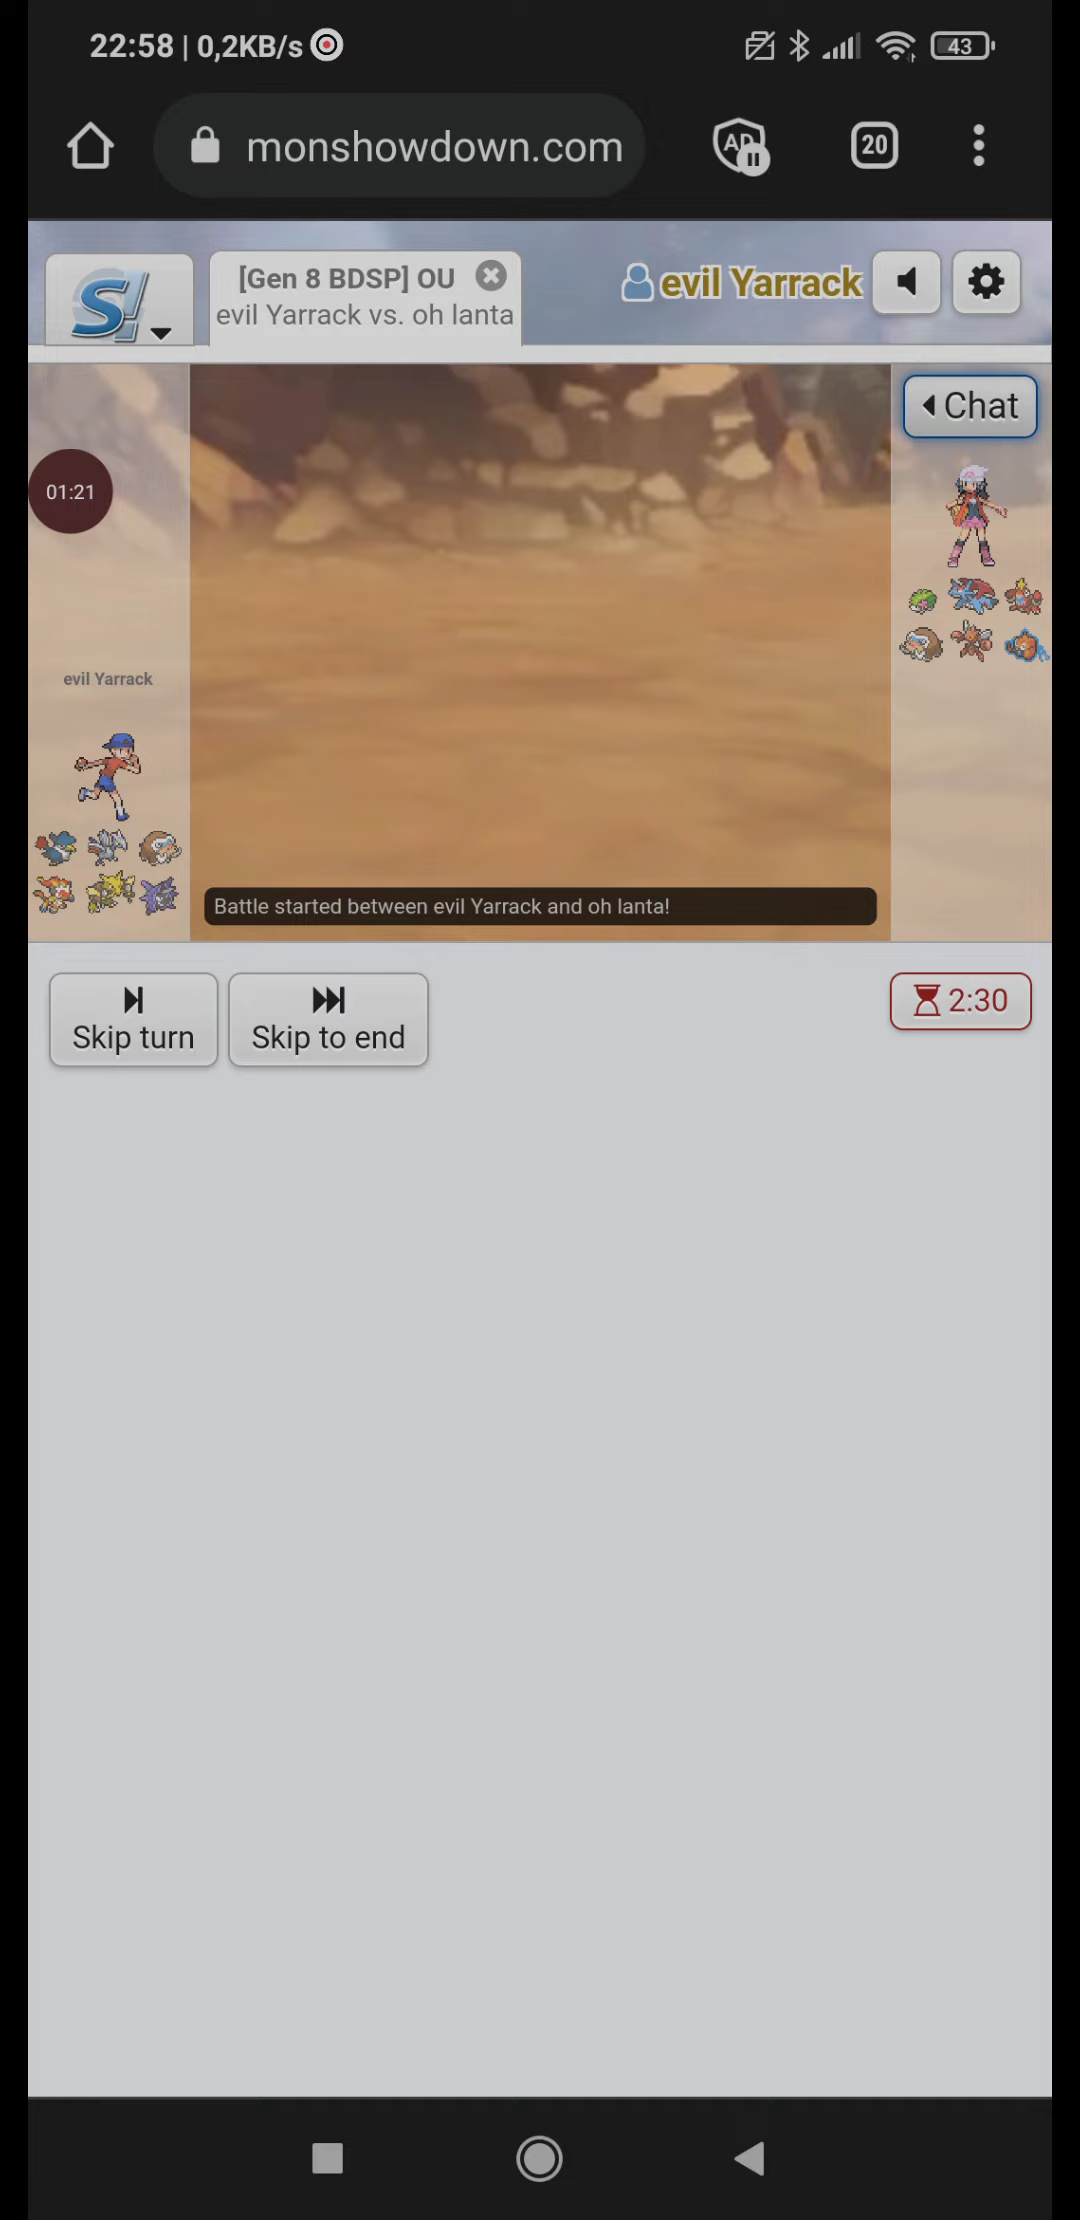 22:58 | 0,2KB/s
43
monshowdown.com
AD
20
S!
[Gen 8 BDSP] OU
evil Yarrack vs. oh lanta
evil Yarrack
Chat
01:21
evil Yarrack
Battle started between evil Yarrack and oh lanta!
Skip turn
Skip to end
2:30